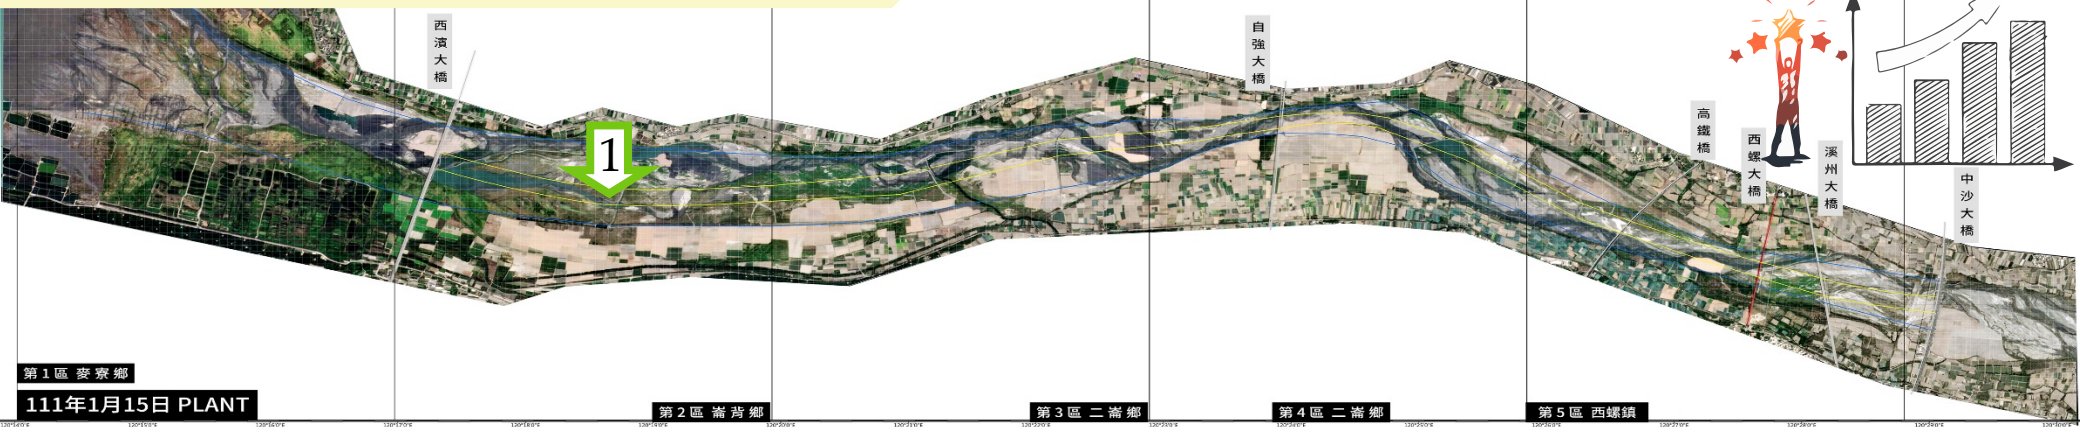 西濱大橋
自強大橋
高鐵橋
西螺大橋
溪州大橋
中沙大橋
1
第1區 麥寮鄉
111年1月15日 PLANT
第2區 崙背鄉
第3區 二崙鄉
第4區 二崙鄉
第5區 西螺鎮